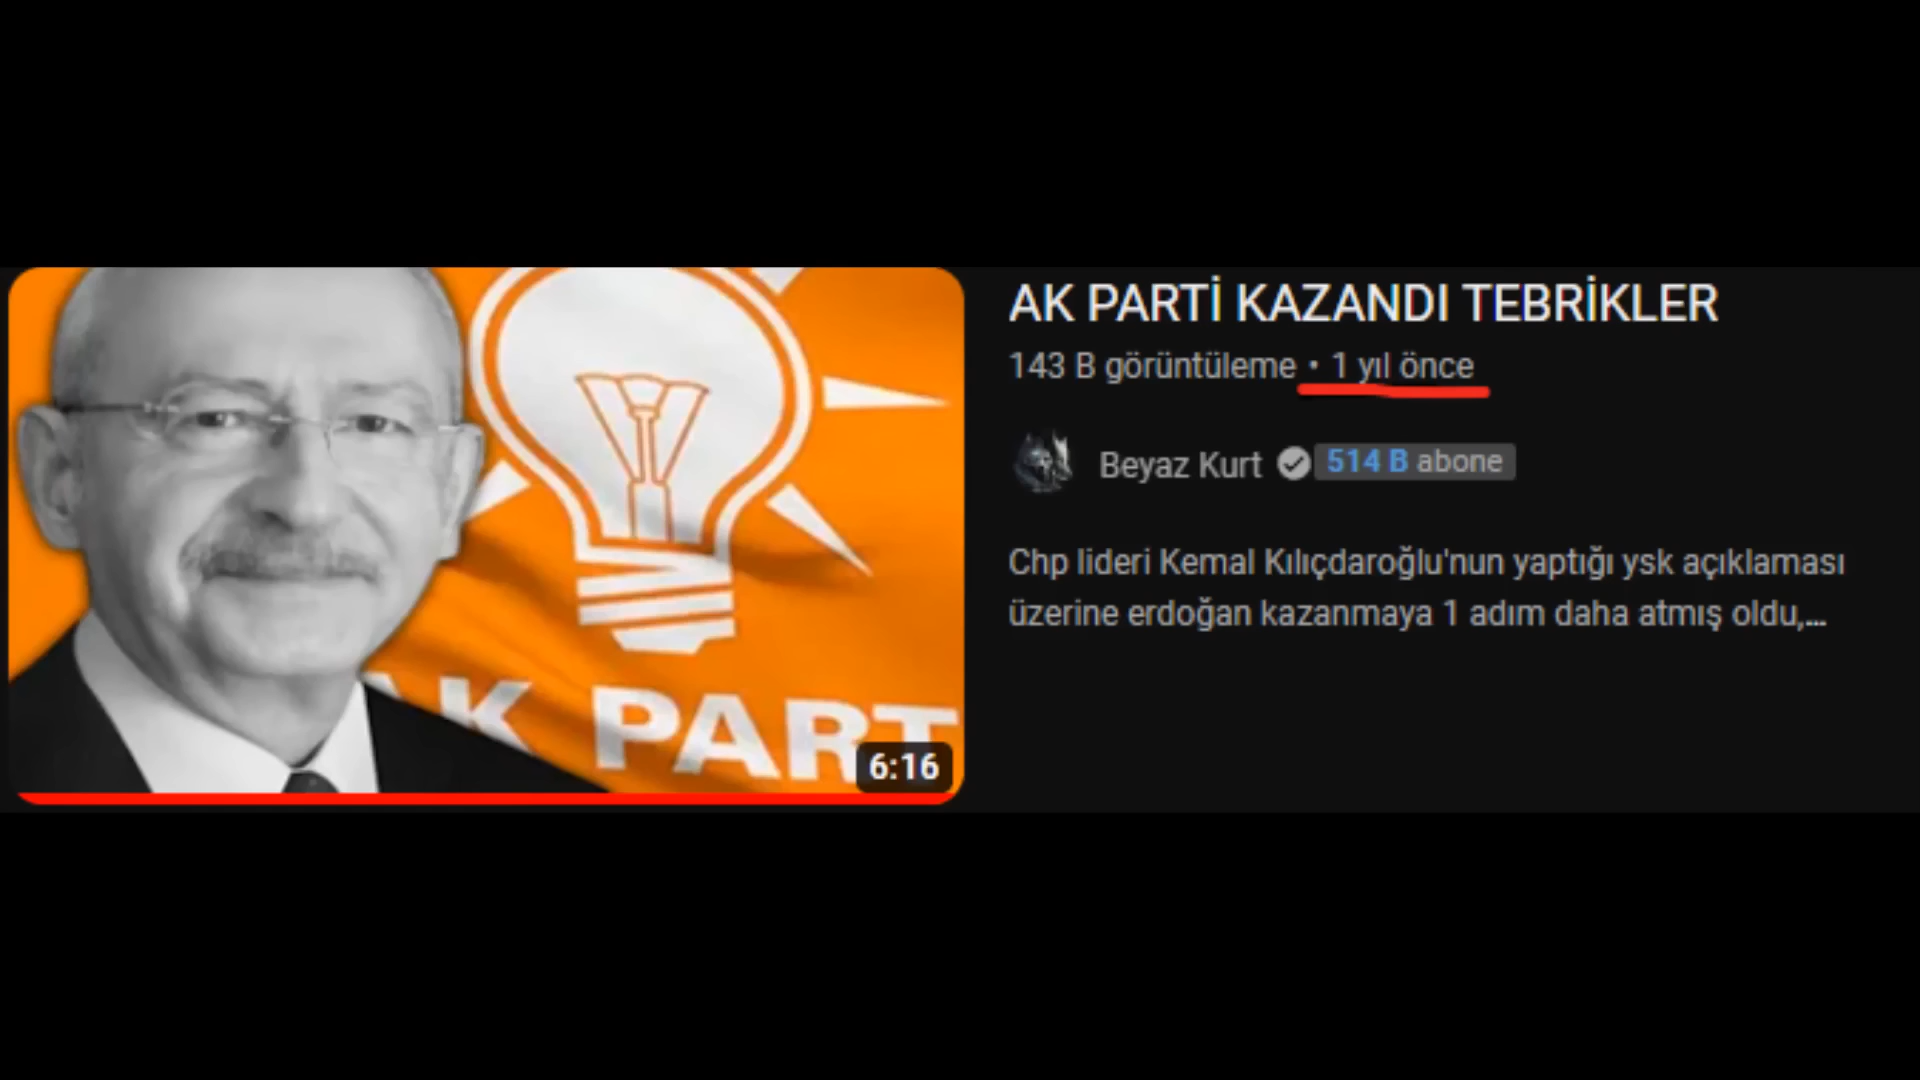 AK PARTİ KAZANDI TEBRİKLER
143 B görüntüleme • 1 yıl önce
Beyaz Kurt 514 B abone
Chp lideri Kemal Kılıçdaroğlu'nun yaptığı ysk açıklaması
üzerine erdoğan kazanmaya 1 adım daha atmış oldu,...
AK PART
6:16